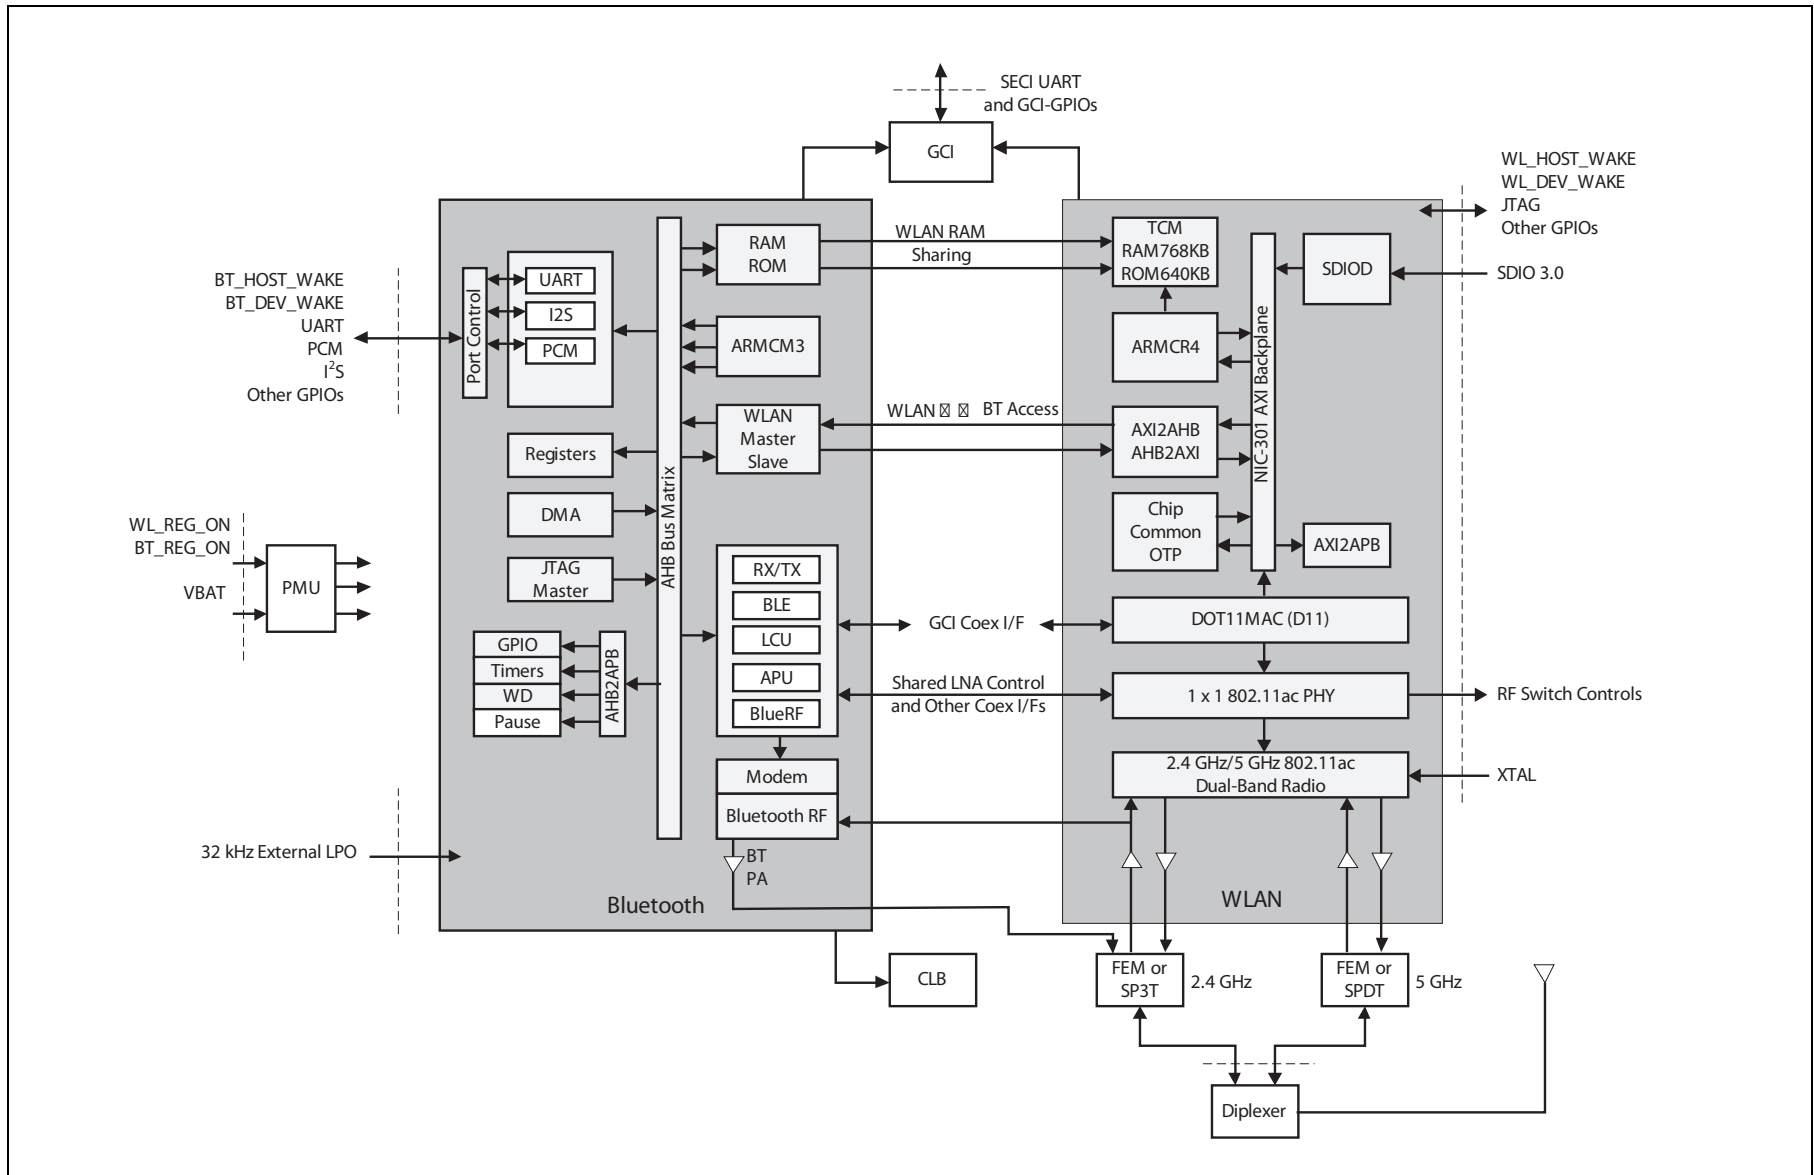 SECI UART
and GCI-GPIOs
GCI
WL_HOST_WAKE
WL_DEV_WAKE
JTAG
Other GPIOs
SDIO 3.0
BT_HOST_WAKE
BT_DEV_WAKE
UART
PCM
I²S
Other GPIOs
Port Control
UART
I2S
PCM
RAM
ROM
WLAN RAM
Sharing
TCM
RAM768KB
ROM640KB
SDIOD
ARMCM3
ARMCR4
NIC-301 AXI Backplane
AHB Bus Matrix
WLAN
Master
Slave
WLAN ☒ ☒ BT Access
AXI2AHB
AHB2AXI
Registers
DMA
JTAG
Master
Chip
Common
OTP
AXI2APB
WL_REG_ON
BT_REG_ON
VBAT
PMU
RX/TX
BLE
LCU
APU
BlueRF
GCI Coex I/F
DOT11MAC (D11)
GPIO
Timers
WD
Pause
AHB2APB
Shared LNA Control
and Other Coex I/Fs
1 x 1 802.11ac PHY
RF Switch Controls
Modem
Bluetooth RF
2.4 GHz/5 GHz 802.11ac
Dual-Band Radio
XTAL
32 kHz External LPO
BT
PA
Bluetooth
WLAN
CLB
FEM or
SP3T
2.4 GHz
FEM or
SPDT
5 GHz
Diplexer